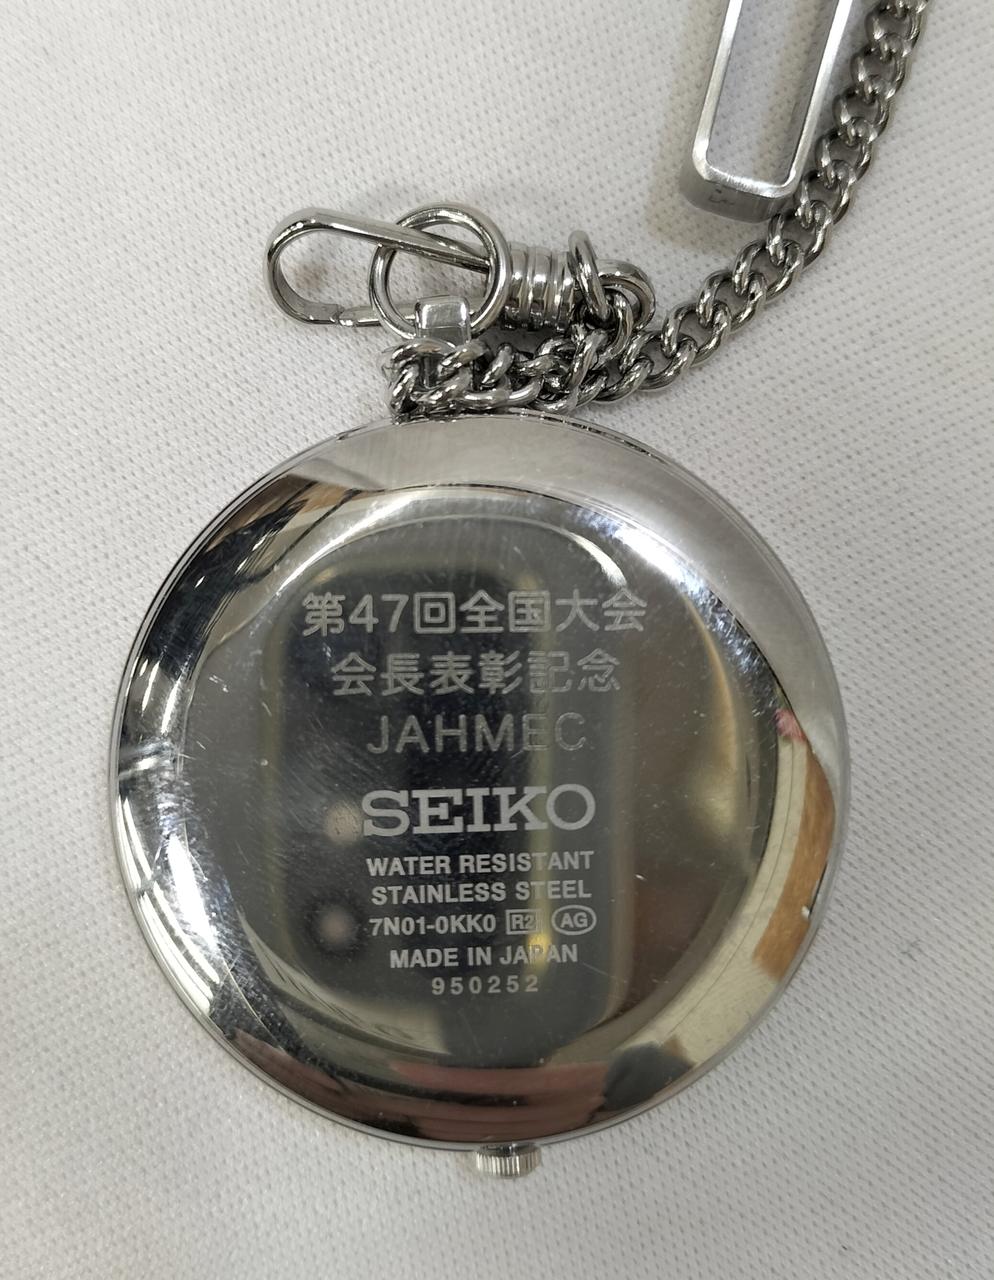 第47回全国大会
会長表彰記念
JAHMEC
SEIKO
WATER RESISTANT
STAINLESS STEEL
7N01-0KK0 R2 AG
MADE IN JAPAN
950252